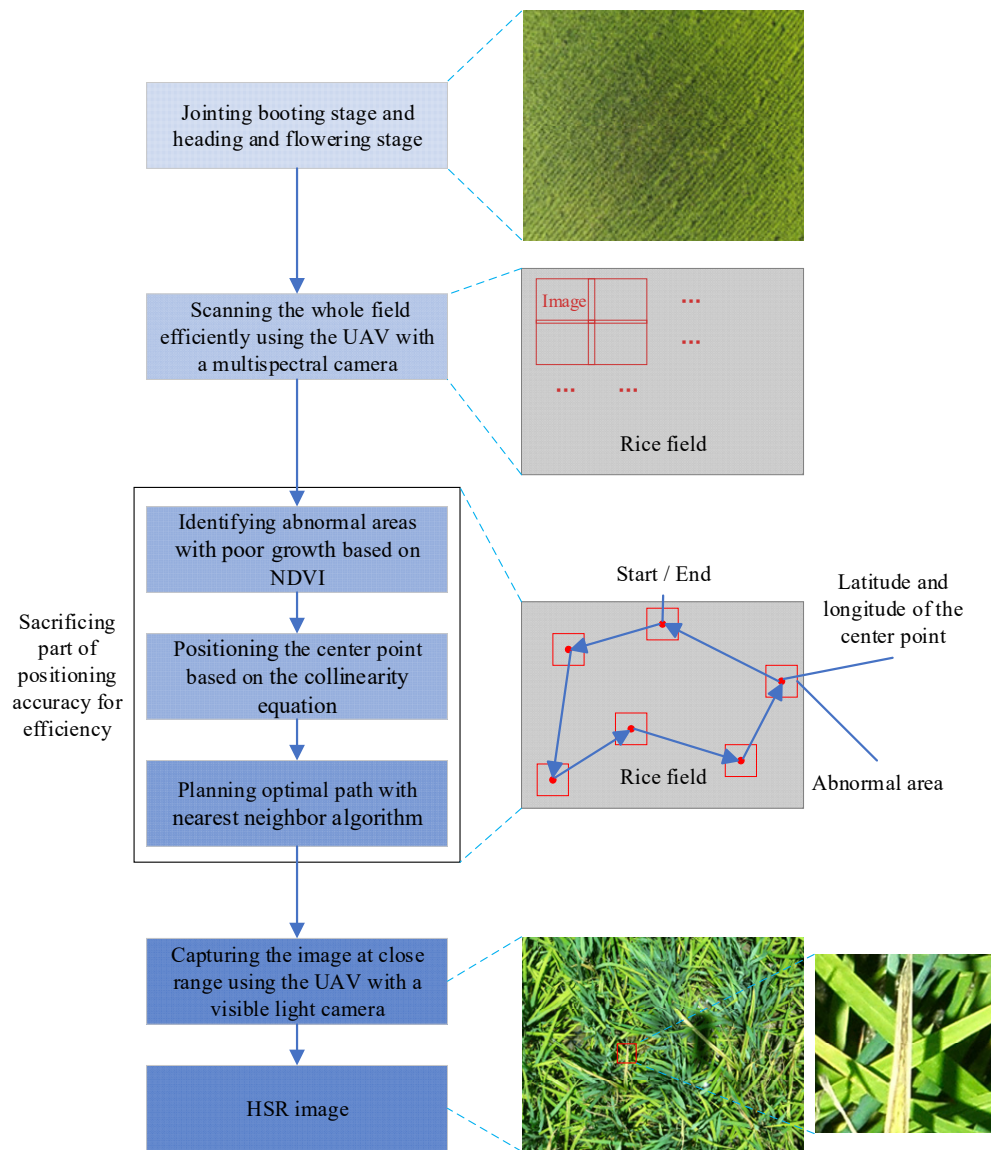 Jointing booting stage and
heading and flowering stage
Scanning the whole field
efficiently using the UAV with
a multispectral camera
Image
...
...
... ...
Rice field
Sacrificing
part of
positioning
accuracy for
efficiency
Identifying abnormal areas
with poor growth based on
NDVI
Positioning the center point
based on the collinearity
equation
Planning optimal path with
nearest neighbor algorithm
Start / End
Latitude and
longitude of the
center point
Rice field
Abnormal area
Capturing the image at close
range using the UAV with a
visible light camera
HSR image